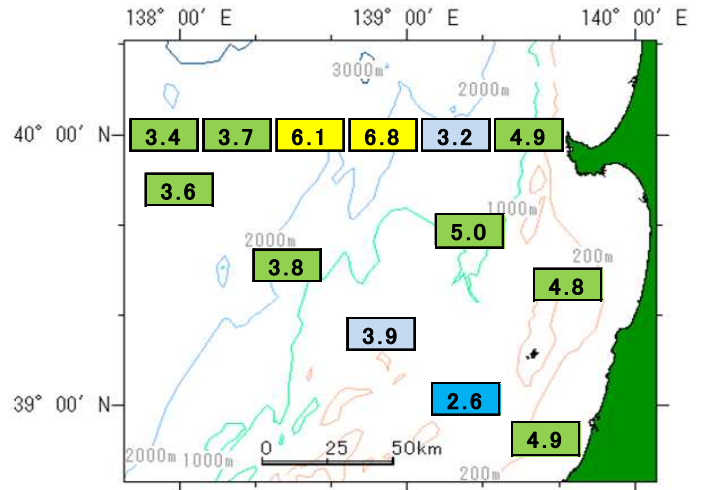 138° 00′ E 139° 00′ E 140° 00′ E
3000m
2000m
40° 00′ N 3.4 3.7 6.1 6.8 3.2 4.9
3.6
1000m
5.0
2000m
200m
3.8
4.8
3.9
39° 00′ N 2.6
4.9
0 25 50km
2000m 1000m
200m